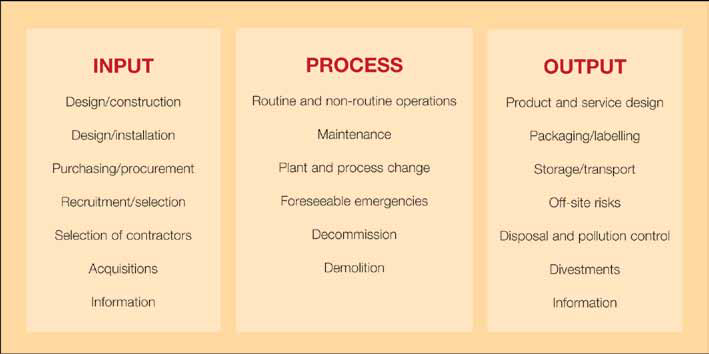 INPUT
Design/construction
Design/installation
Purchasing/procurement
Recruitment/selection
Selection of contractors
Acquisitions
Information
PROCESS
Routine and non-routine operations
Maintenance
Plant and process change
Foreseeable emergencies
Decommission
Demolition
OUTPUT
Product and service design
Packaging/labelling
Storage/transport
Off-site risks
Disposal and pollution control
Divestments
Information